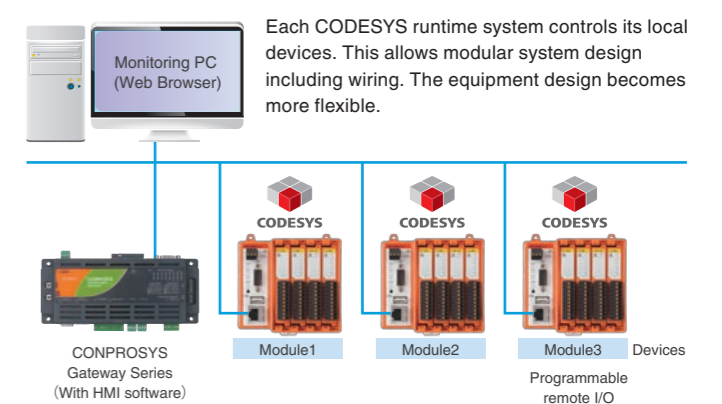 Each CODESYS runtime system controls its local
devices. This allows modular system design
including wiring. The equipment design becomes
more flexible.
Monitoring PC
(Web Browser)
CODESYS
CODESYS
CODESYS
Module1
Module2
Module3
Devices
CONPROSYS
Gateway Series
(With HMI software)
Programmable
remote I/O